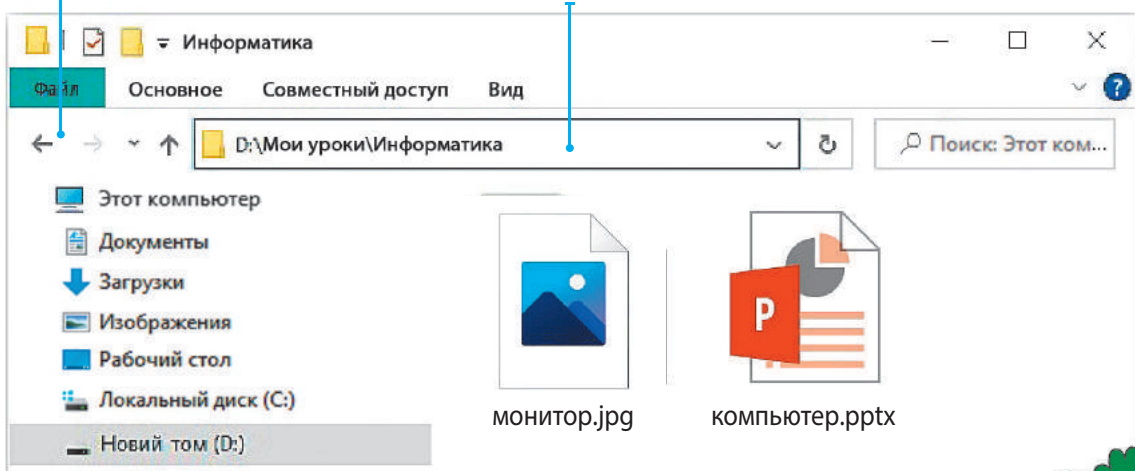 Информатика
Файл Основное Совместный доступ Вид
?
D:\Мои уроки\Информатика
Поиск: Этот ком...
Этот компьютер
Документы
Загрузки
Изображения
Рабочий стол
Локальный диск (C:)
Новий том (D:)
P
монитор.jpg компьютер.pptx